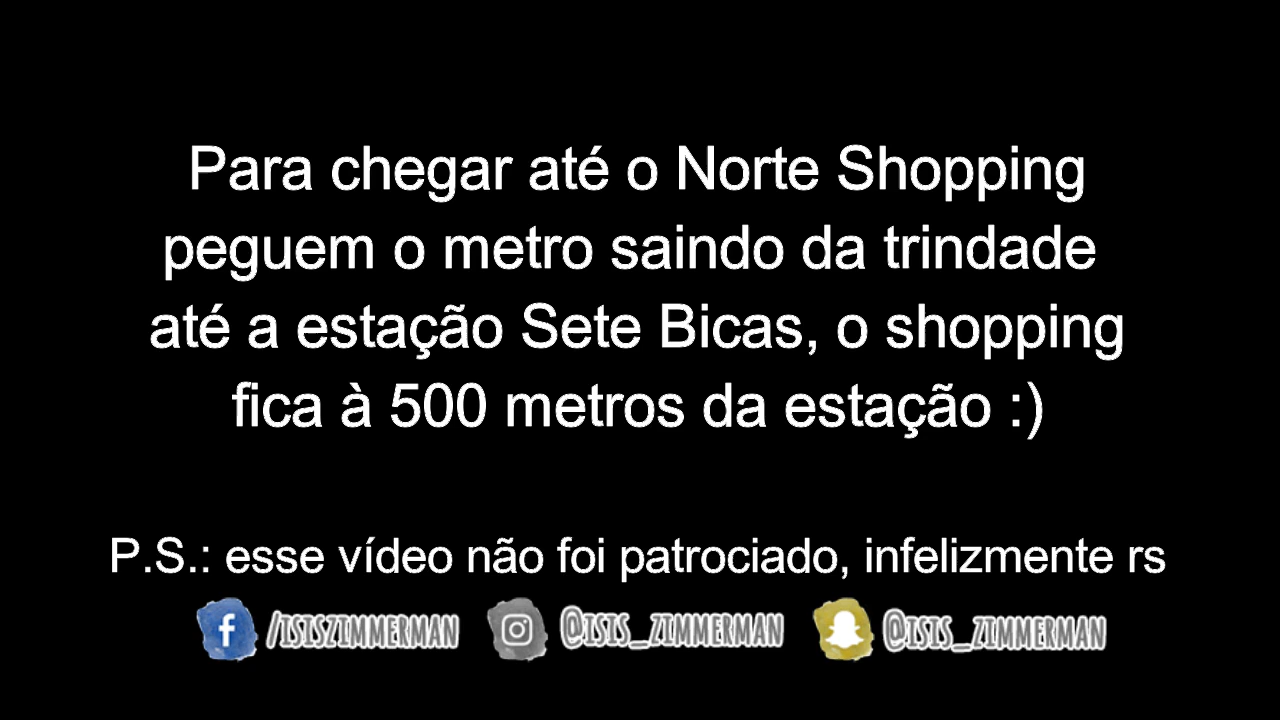 Para chegar até o Norte Shopping
peguem o metro saindo da trindade
até a estação Sete Bicas, o shopping
fica à 500 metros da estação :)
P.S.: esse vídeo não foi patrociado, infelizmente rs
/ISISZIMMERMAN @ISIS_ZIMMERMAN @ISIS_ZIMMERMAN